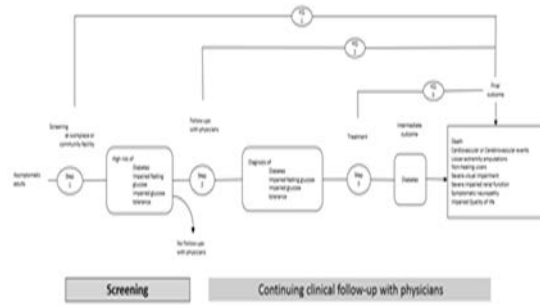 KQ
1
KQ
2
KQ
3
Final
outcome
Screening
at workplace or
community facility
Follow-up
with physicians
Treatment
Intermediate
outcome
Asymptomatic
adults
Step
1
High risk of
Diabetes
Impaired fasting
glucose
Impaired glucose
tolerance
Step
2
Diagnosis of
Diabetes
Impaired fasting glucose
Impaired glucose
tolerance
Step
3
Diabetes
Death
Cardiovascular or Cerebrovascular events
Lower extremity amputations
Non-healing ulcers
Severe visual impairment
Severe impaired renal function
Symptomatic neuropathy
Impaired Quality of life
No follow-up
with physicians
Screening
Continuing clinical follow-up with physicians